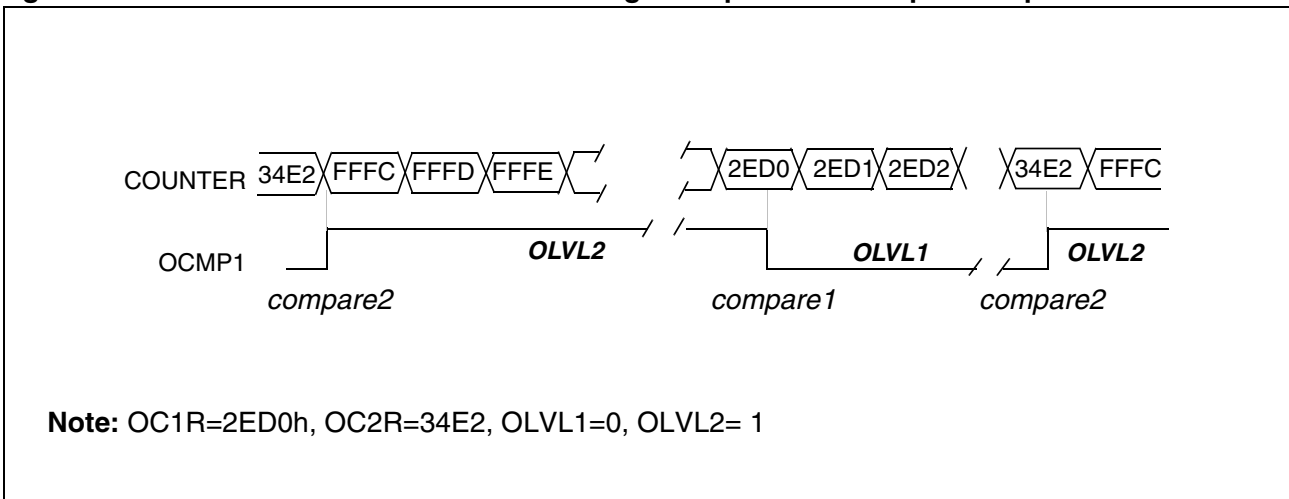 COUNTER 34E2 FFFC FFFD FFFE 2ED0 2ED1 2ED2 34E2 FFFC
OCMP1 OLVL2 OLVL1 OLVL2
compare2 compare1 compare2
Note: OC1R=2ED0h, OC2R=34E2, OLVL1=0, OLVL2= 1